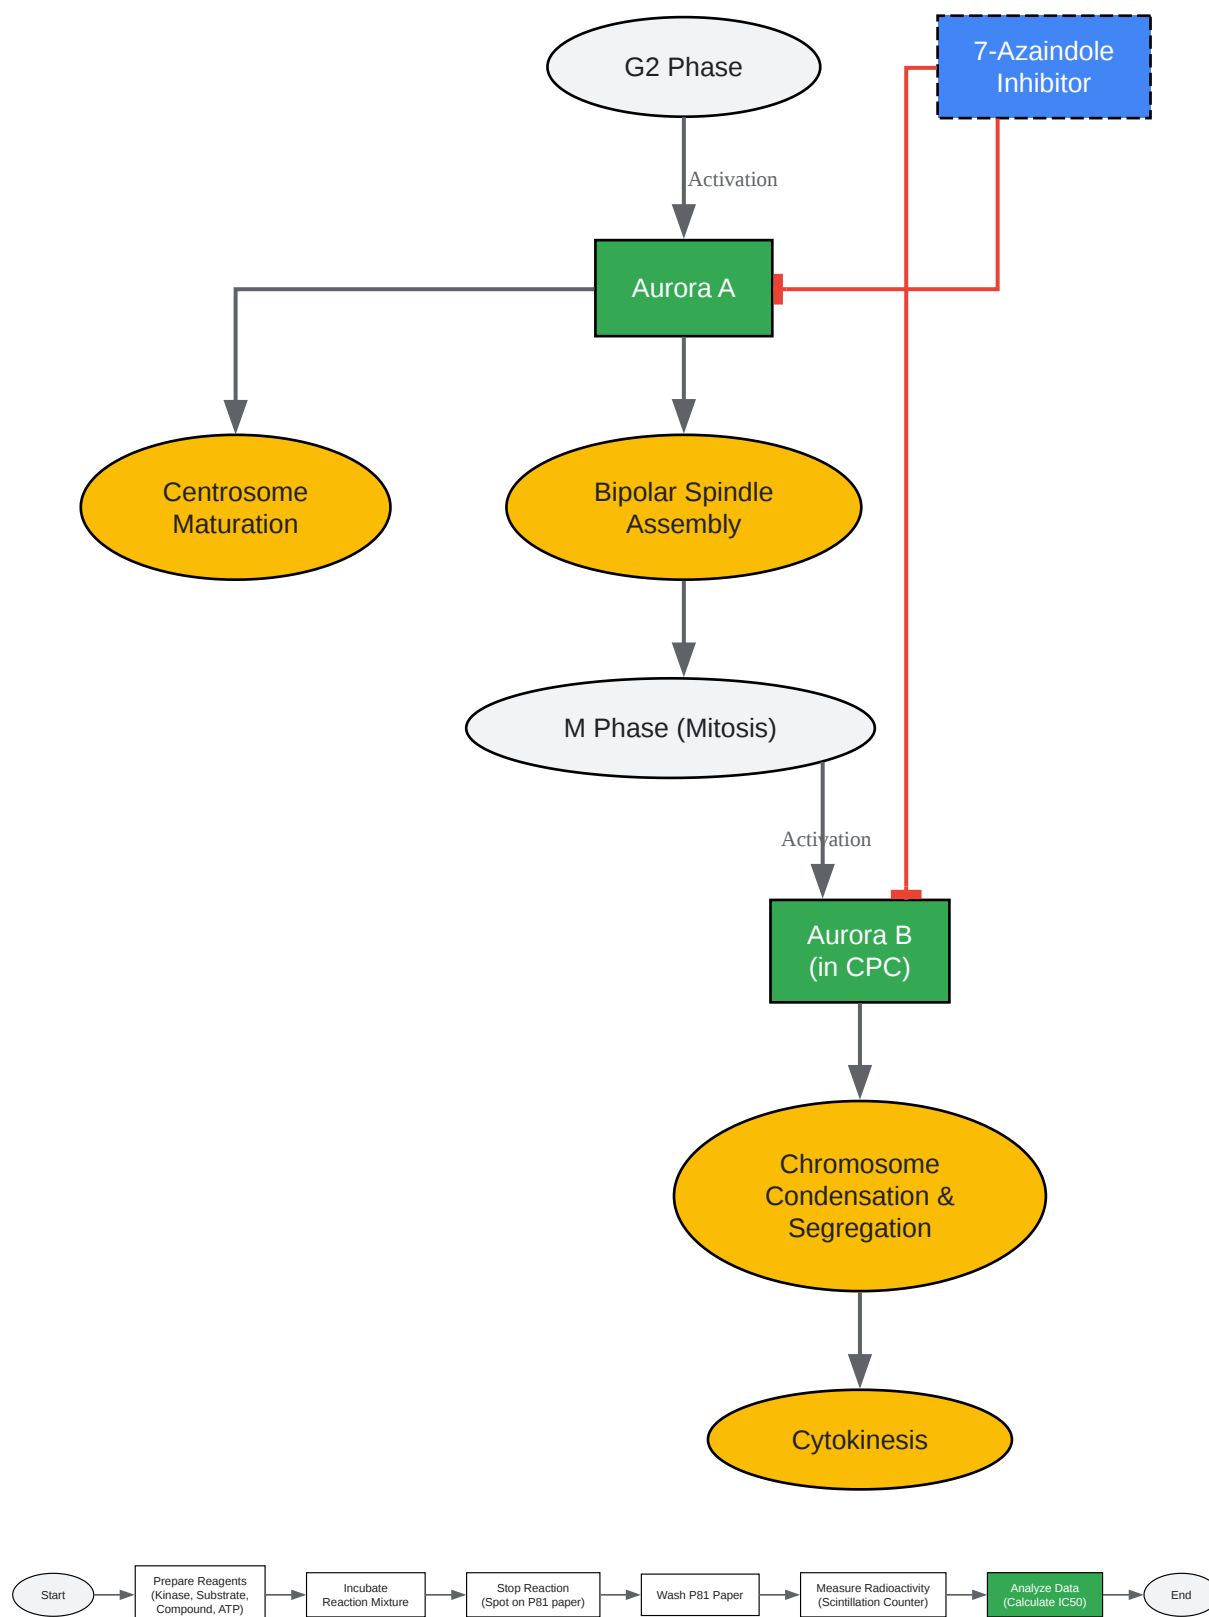 G2 Phase
7-Azaindole
Inhibitor
Activation
Aurora A
Centrosome
Maturation
Bipolar Spindle
Assembly
M Phase (Mitosis)
Activation
Aurora B
(in CPC)
Chromosome
Condensation &
Segregation
Cytokinesis
Start
Prepare Reagents
(Kinase, Substrate,
Compound, ATP)
Incubate
Reaction Mixture
Stop Reaction
(Spot on P81 paper)
Wash P81 Paper
Measure Radioactivity
(Scintillation Counter)
Analyze Data
(Calculate IC50)
End